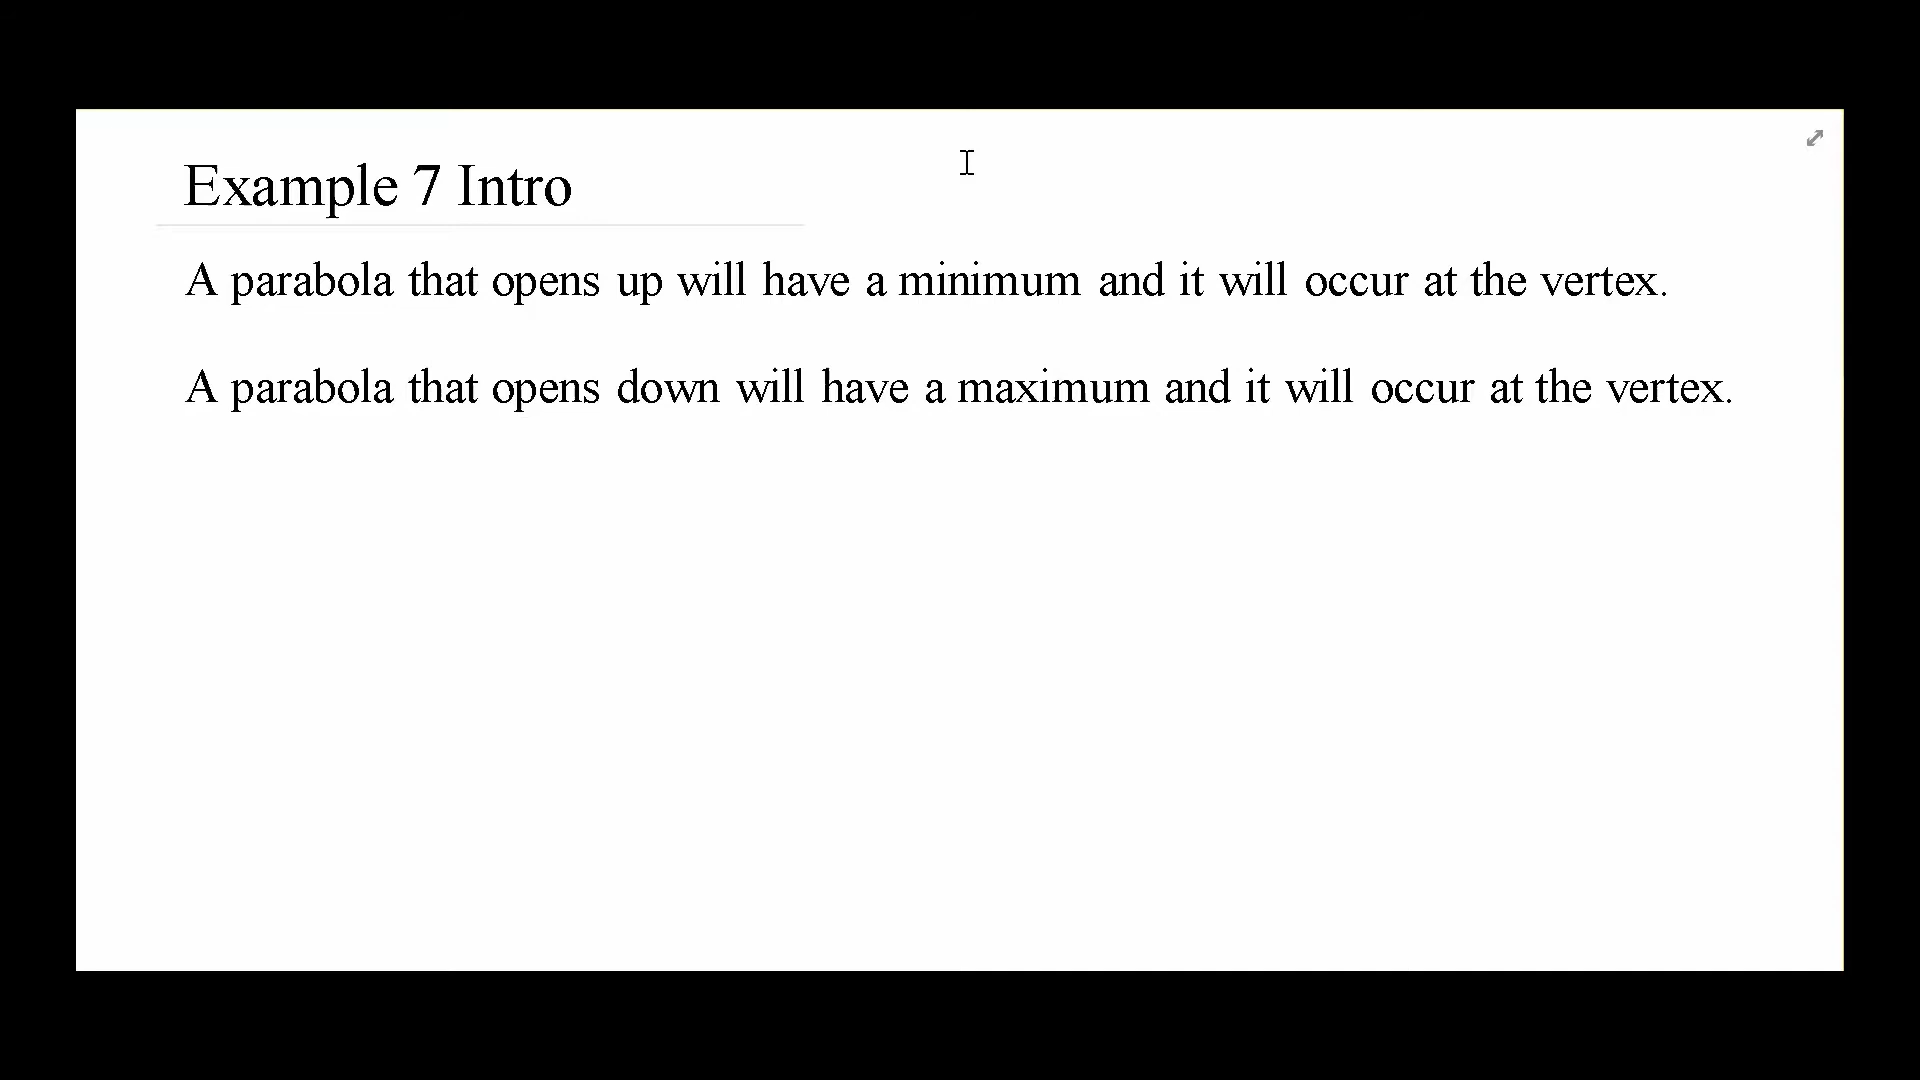 Example 7 Intro
A parabola that opens up will have a minimum and it will occur at the vertex.
A parabola that opens down will have a maximum and it will occur at the vertex.